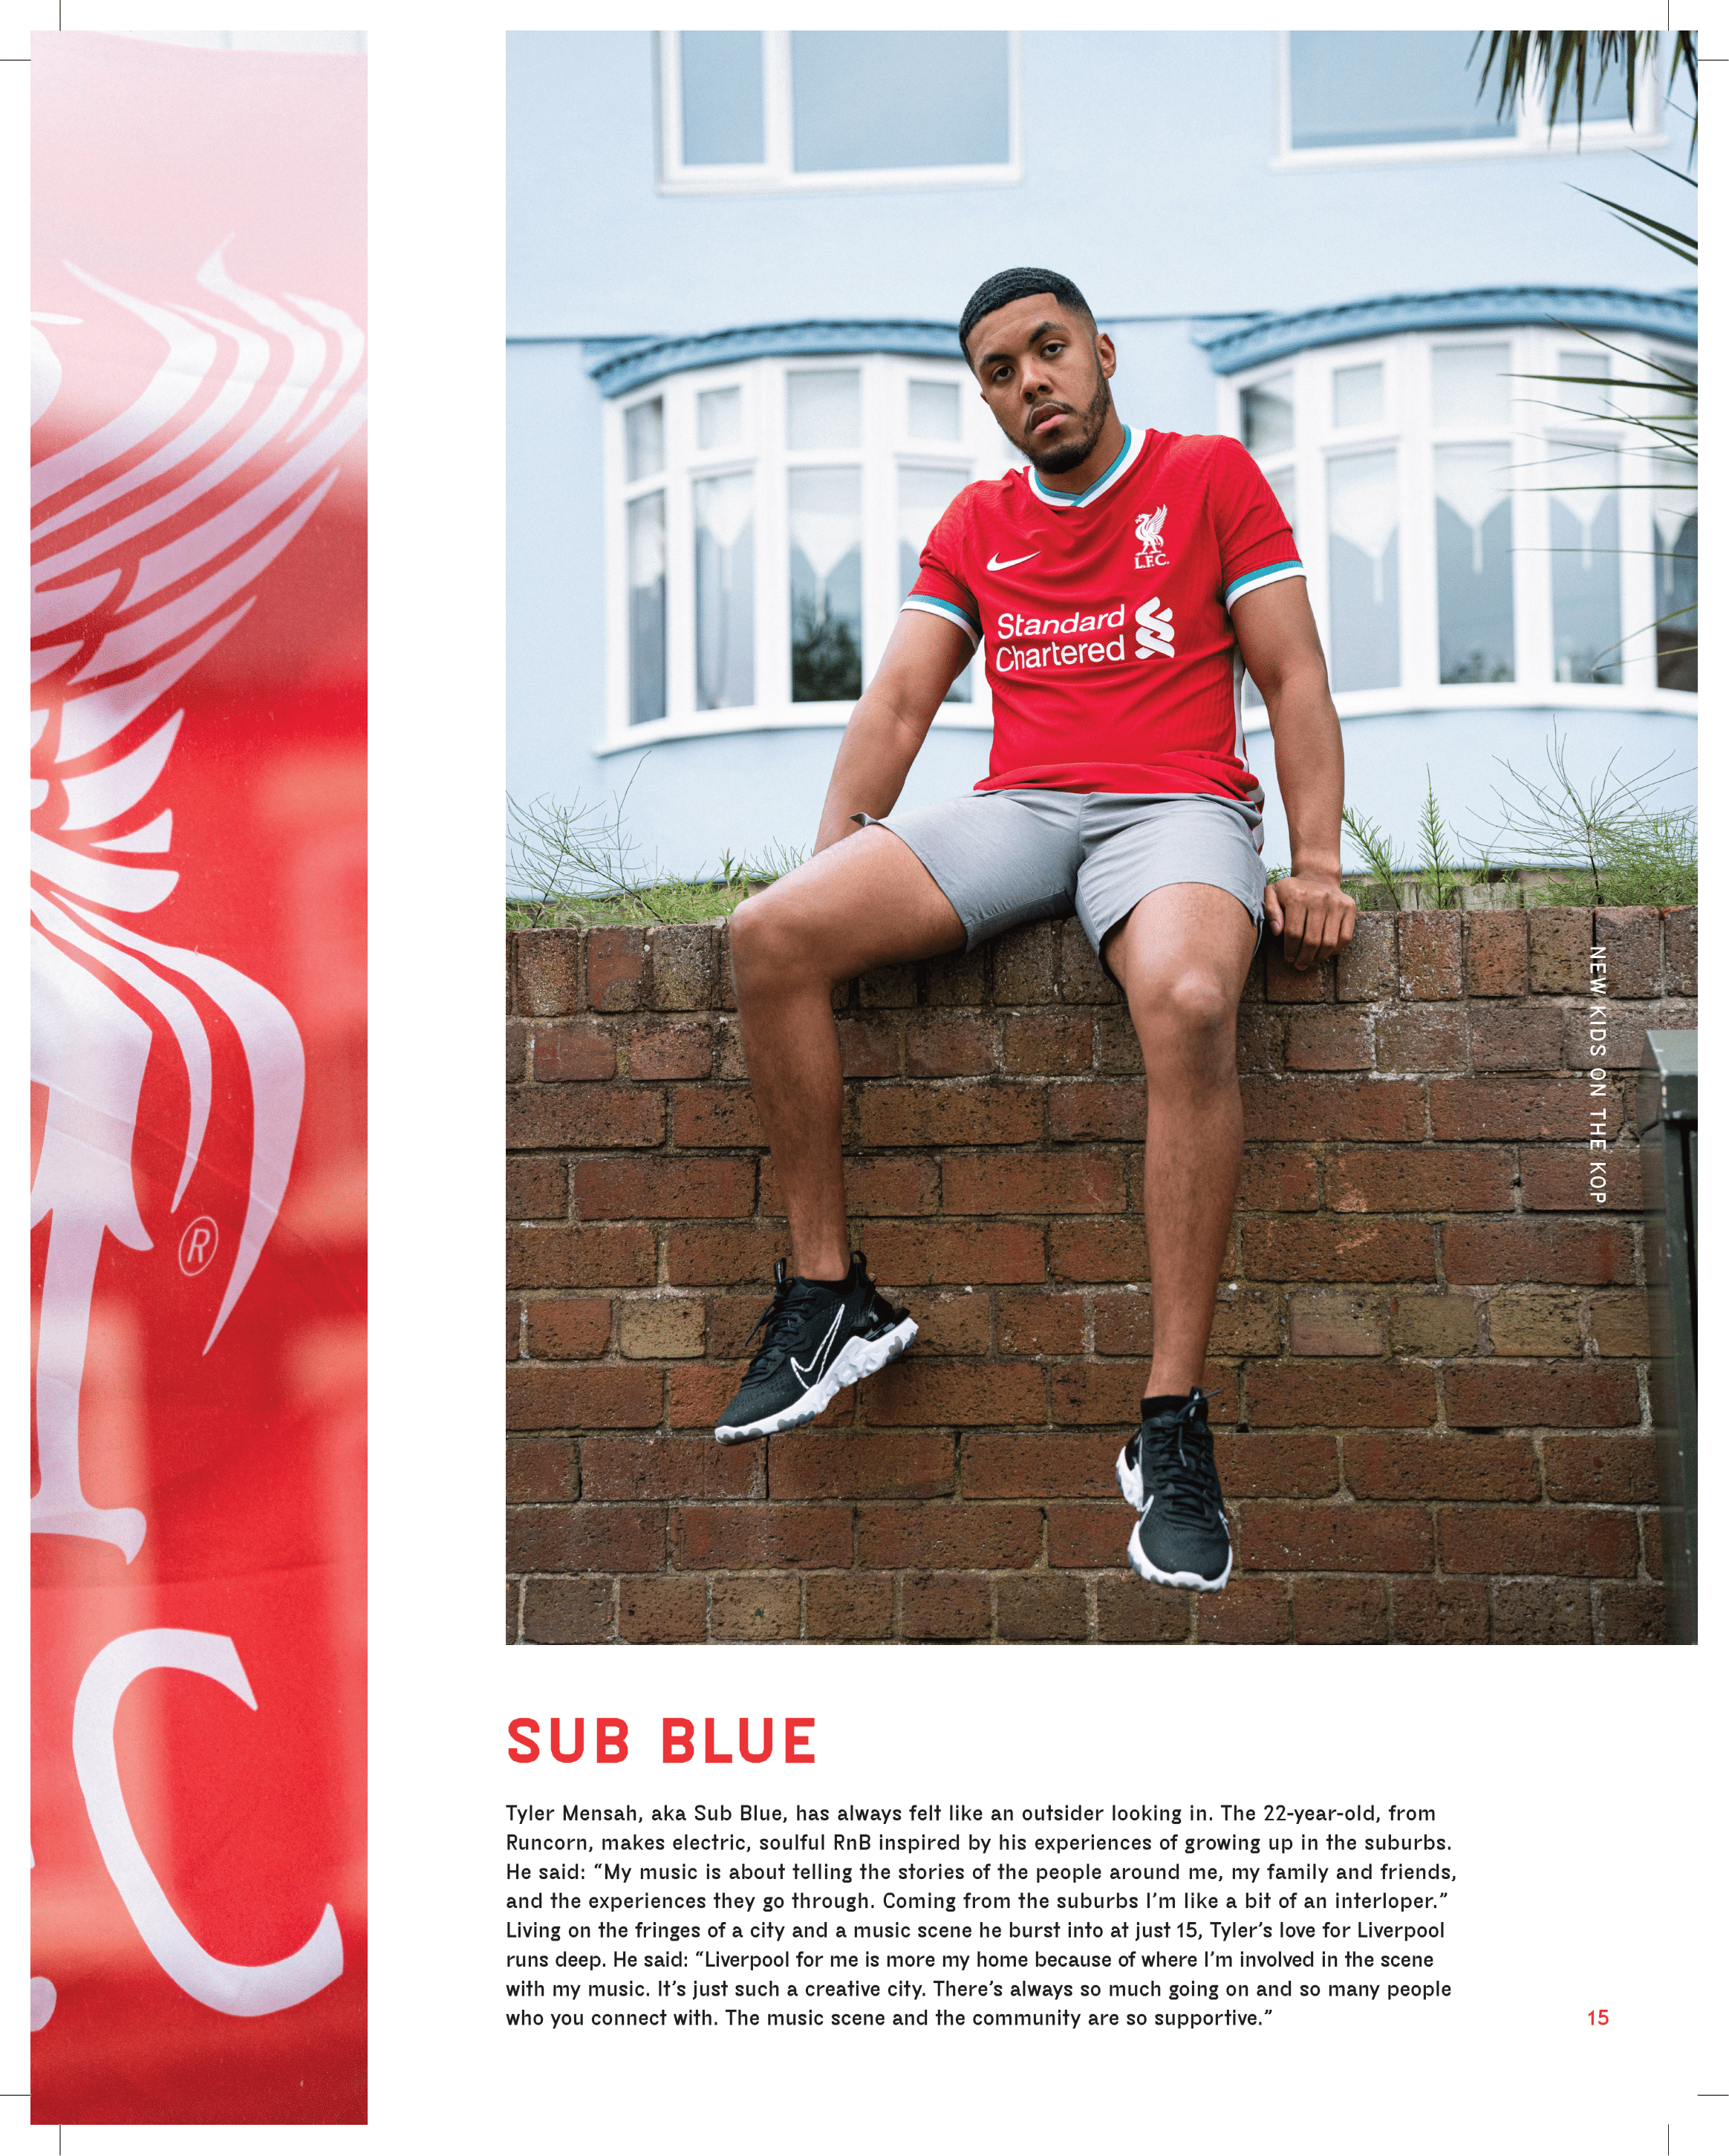 L.F.C.
Standard
Chartered
NEW KIDS ON THE KOP
®
C
SUB BLUE
Tyler Mensah, aka Sub Blue, has always felt like an outsider looking in. The 22-year-old, from
Runcorn, makes electric, soulful RnB inspired by his experiences of growing up in the suburbs.
He said: “My music is about telling the stories of the people around me, my family and friends,
and the experiences they go through. Coming from the suburbs I’m like a bit of an interloper.”
Living on the fringes of a city and a music scene he burst into at just 15, Tyler’s love for Liverpool
runs deep. He said: “Liverpool for me is more my home because of where I’m involved in the scene
with my music. It’s just such a creative city. There’s always so much going on and so many people
who you connect with. The music scene and the community are so supportive.”
15